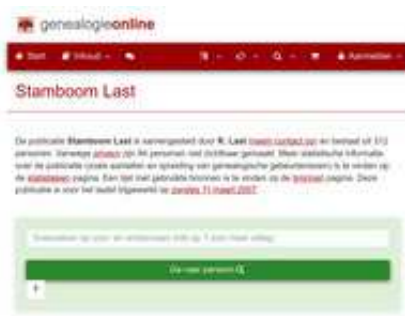 genealogieonline
Start Inhoud Aanmelden
Stamboom Last
De publicatie Stamboom Last is samengesteld door R. Last (neem contact op) en bestaat uit 312
personen. Vanwege privacy zijn 94 personen niet zichtbaar gemaakt. Meer statistische informatie
over de publicatie (zoals aantallen en spreiding van genealogische gebeurtenissen) is te vinden op
de statistieken pagina. Een lijst met gebruikte bronnen is te vinden op de bronnen pagina. Deze
publicatie is voor het laatst bijgewerkt op zondag 11 maart 2007.
Ga naar persoon